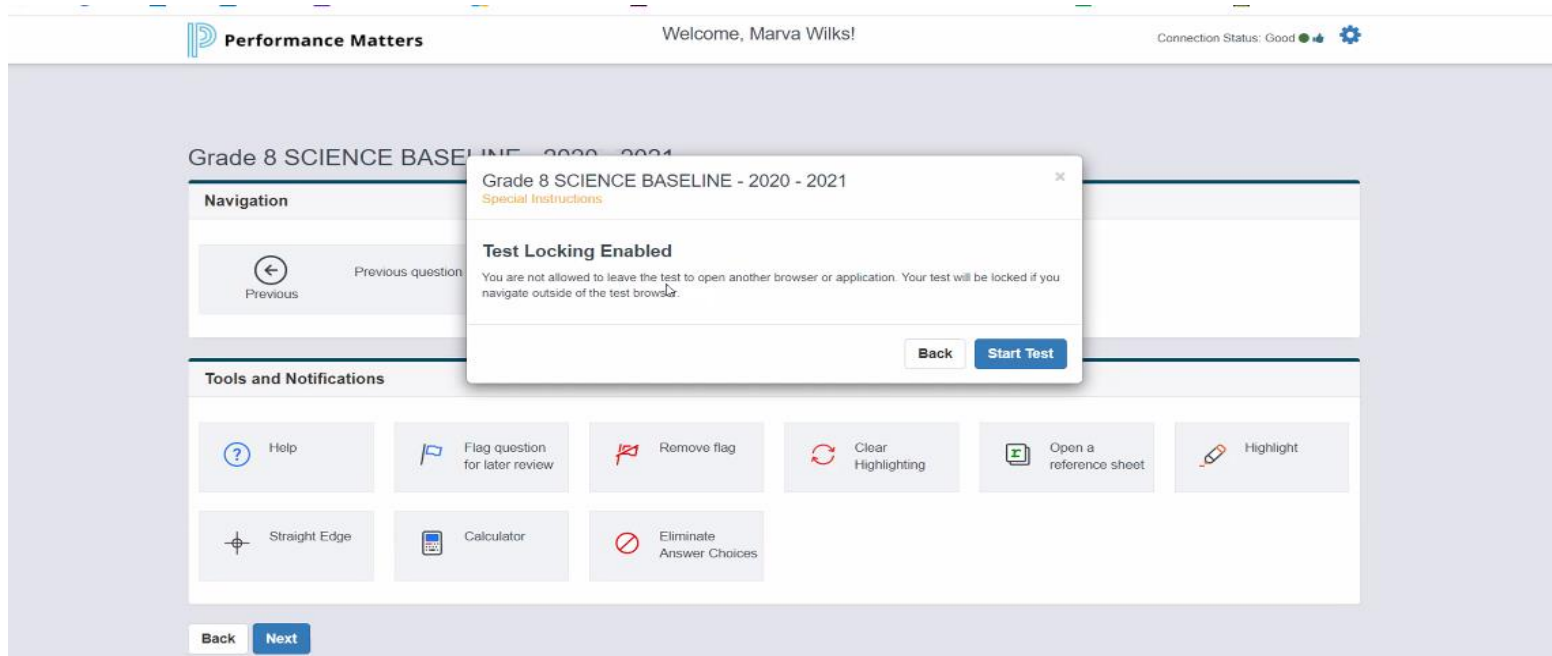 Performance Matters
Welcome, Marva Wilks!
Connection Status: Good
Grade 8 SCIENCE BASELINE - 2020 - 2021
Navigation
Previous
Previous question
Grade 8 SCIENCE BASELINE - 2020 - 2021
Special Instructions
Test Locking Enabled
You are not allowed to leave the test to open another browser or application. Your test will be locked if you
navigate outside of the test browser.
Back
Start Test
Tools and Notifications
Help
Flag question
for later review
Remove flag
Clear
Highlighting
r
Open a
reference sheet
Highlight
Straight Edge
Calculator
Eliminate
Answer Choices
Back
Next